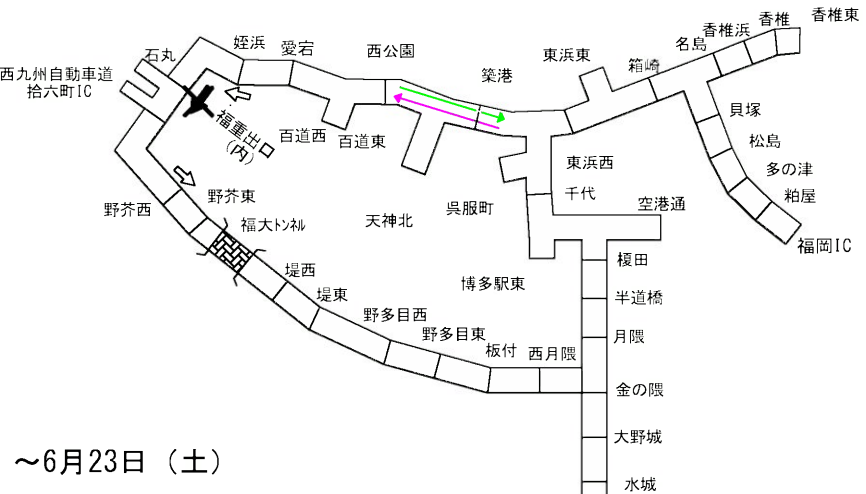 香椎東
香椎
香椎浜
名島
箱崎
東浜東
築港
西公園
愛宕
姪浜
石丸
西九州自動車道
拾六町IC
福重出口
(内)
百道西
百道東
貝塚
松島
多の津
粕屋
福岡IC
東浜西
千代
呉服町
天神北
空港通
野芥東
野芥西
福大トンネル
榎田
博多駅東
半道橋
堤西
堤東
野多目西
野多目東
板付
西月隈
月隈
金の隈
大野城
水城
～6月23日(土)